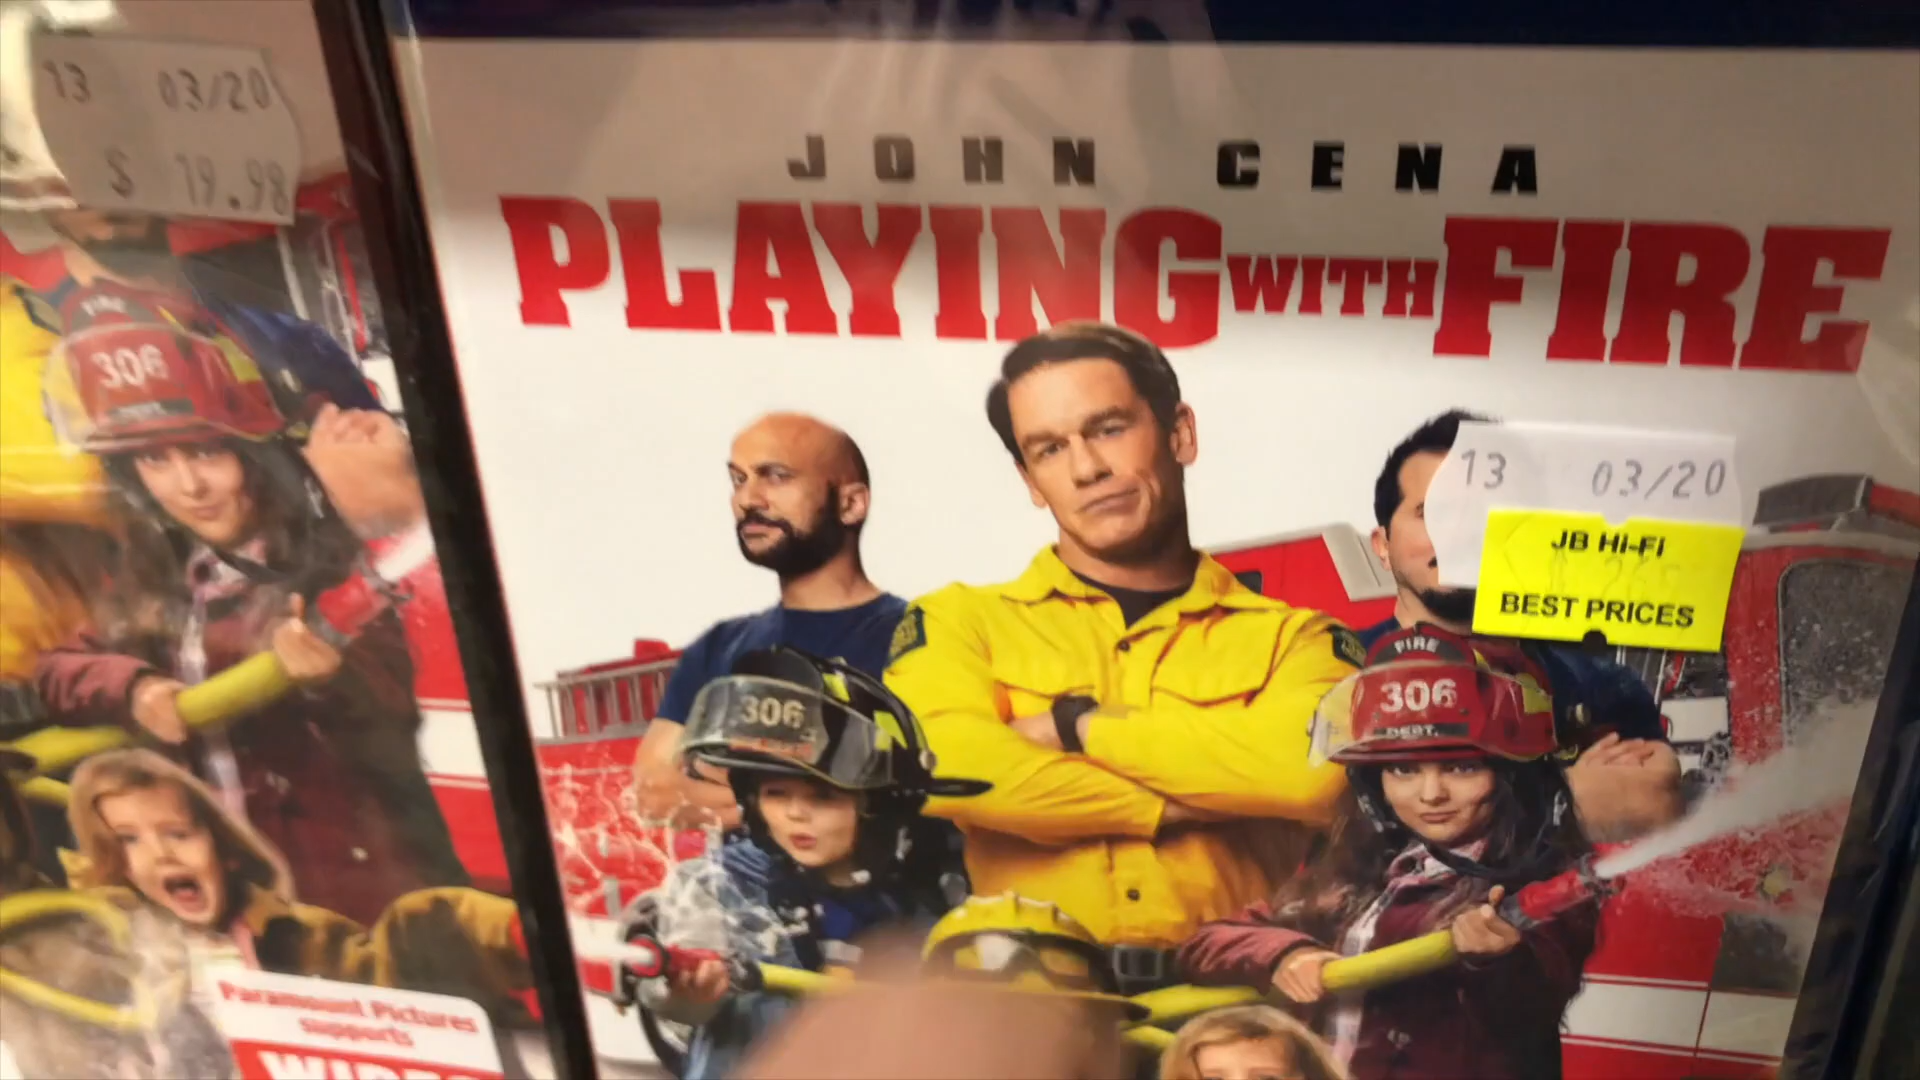 13 03/20
$ 19.98
FIRE
306
DEPT.
Paramount Pictures
supports
JOHN CENA
PLAYING WITH FIRE
13 03/20
JB HI-FI
BEST PRICES
306
FIRE
306
DEPT.